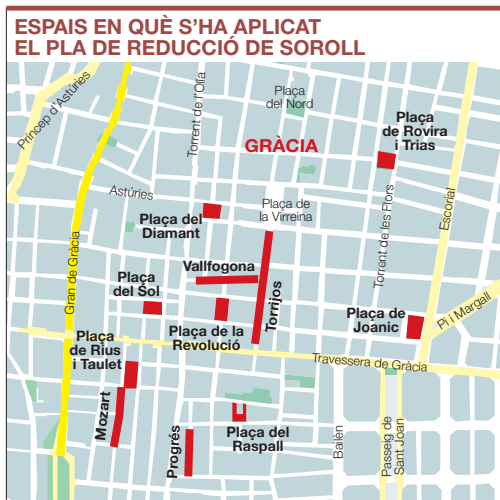 ESPAIS EN QUÈ S'HA APLICAT
EL PLA DE REDUCCIÓ DE SOROLL
Príncep d'Astúries
Torrent de l'Olla
Plaça
del Nord
Plaça
de Rovira
i Trias
GRÀCIA
Astúries
Plaça de
la Virreina
Torrent de les Flors
Escorial
Plaça del
Diamant
Gran de Gràcia
Vallfogona
Plaça
del Sol
Torrijos
Plaça de la
Revolució
Plaça de
Joanic
Pi i Margall
Plaça
de Rius
i Taulet
Travessera de Gràcia
Mozart
Progrés
Plaça del
Raspall
Bailèn
Passeig de
Sant Joan